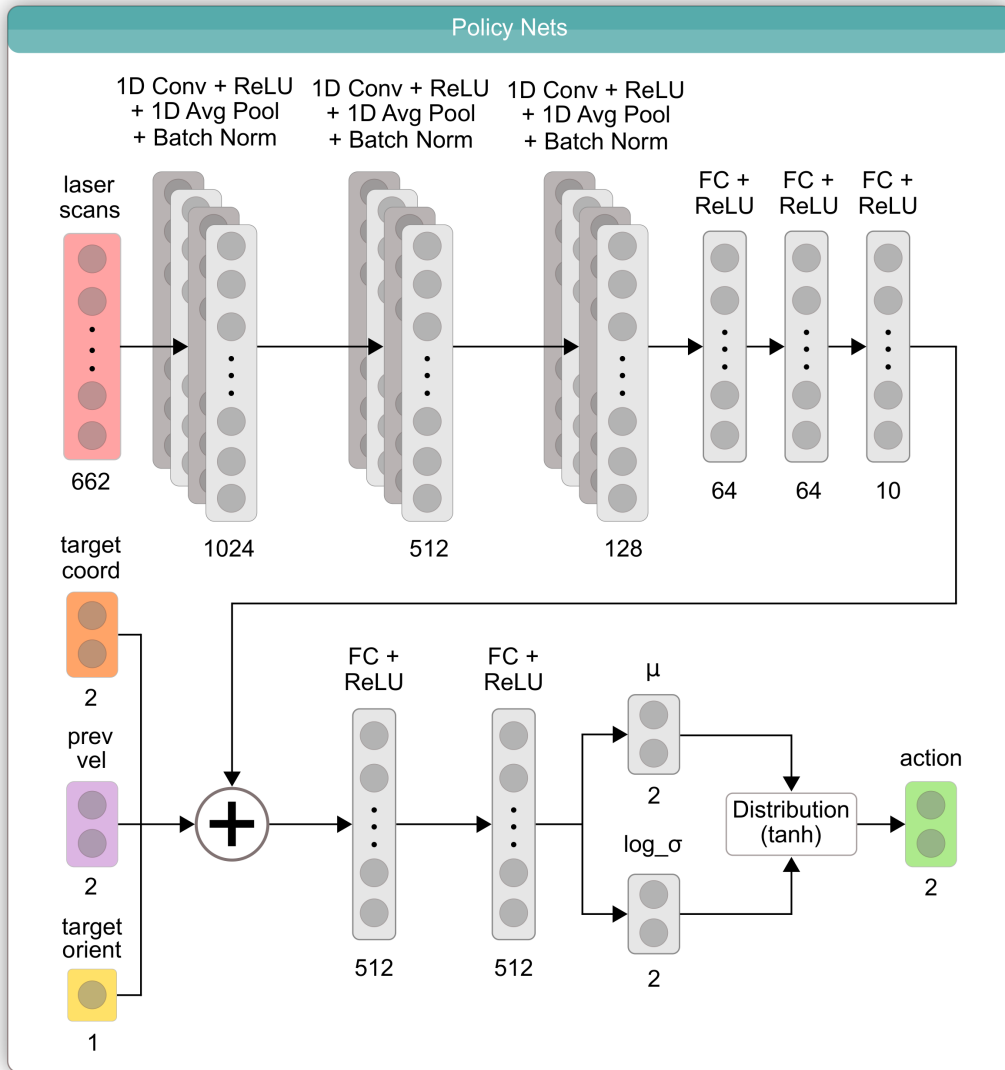 Policy Nets
1D Conv + ReLU
+ 1D Avg Pool
+ Batch Norm
1D Conv + ReLU
+ 1D Avg Pool
+ Batch Norm
1D Conv + ReLU
+ 1D Avg Pool
+ Batch Norm
laser
scans
FC +
ReLU
FC +
ReLU
FC +
ReLU
662
1024
512
128
64
64
10
target
coord
2
prev
vel
2
target
orient
1
+
FC +
ReLU
512
FC +
ReLU
512
μ
2
log_σ
2
Distribution
(tanh)
action
2